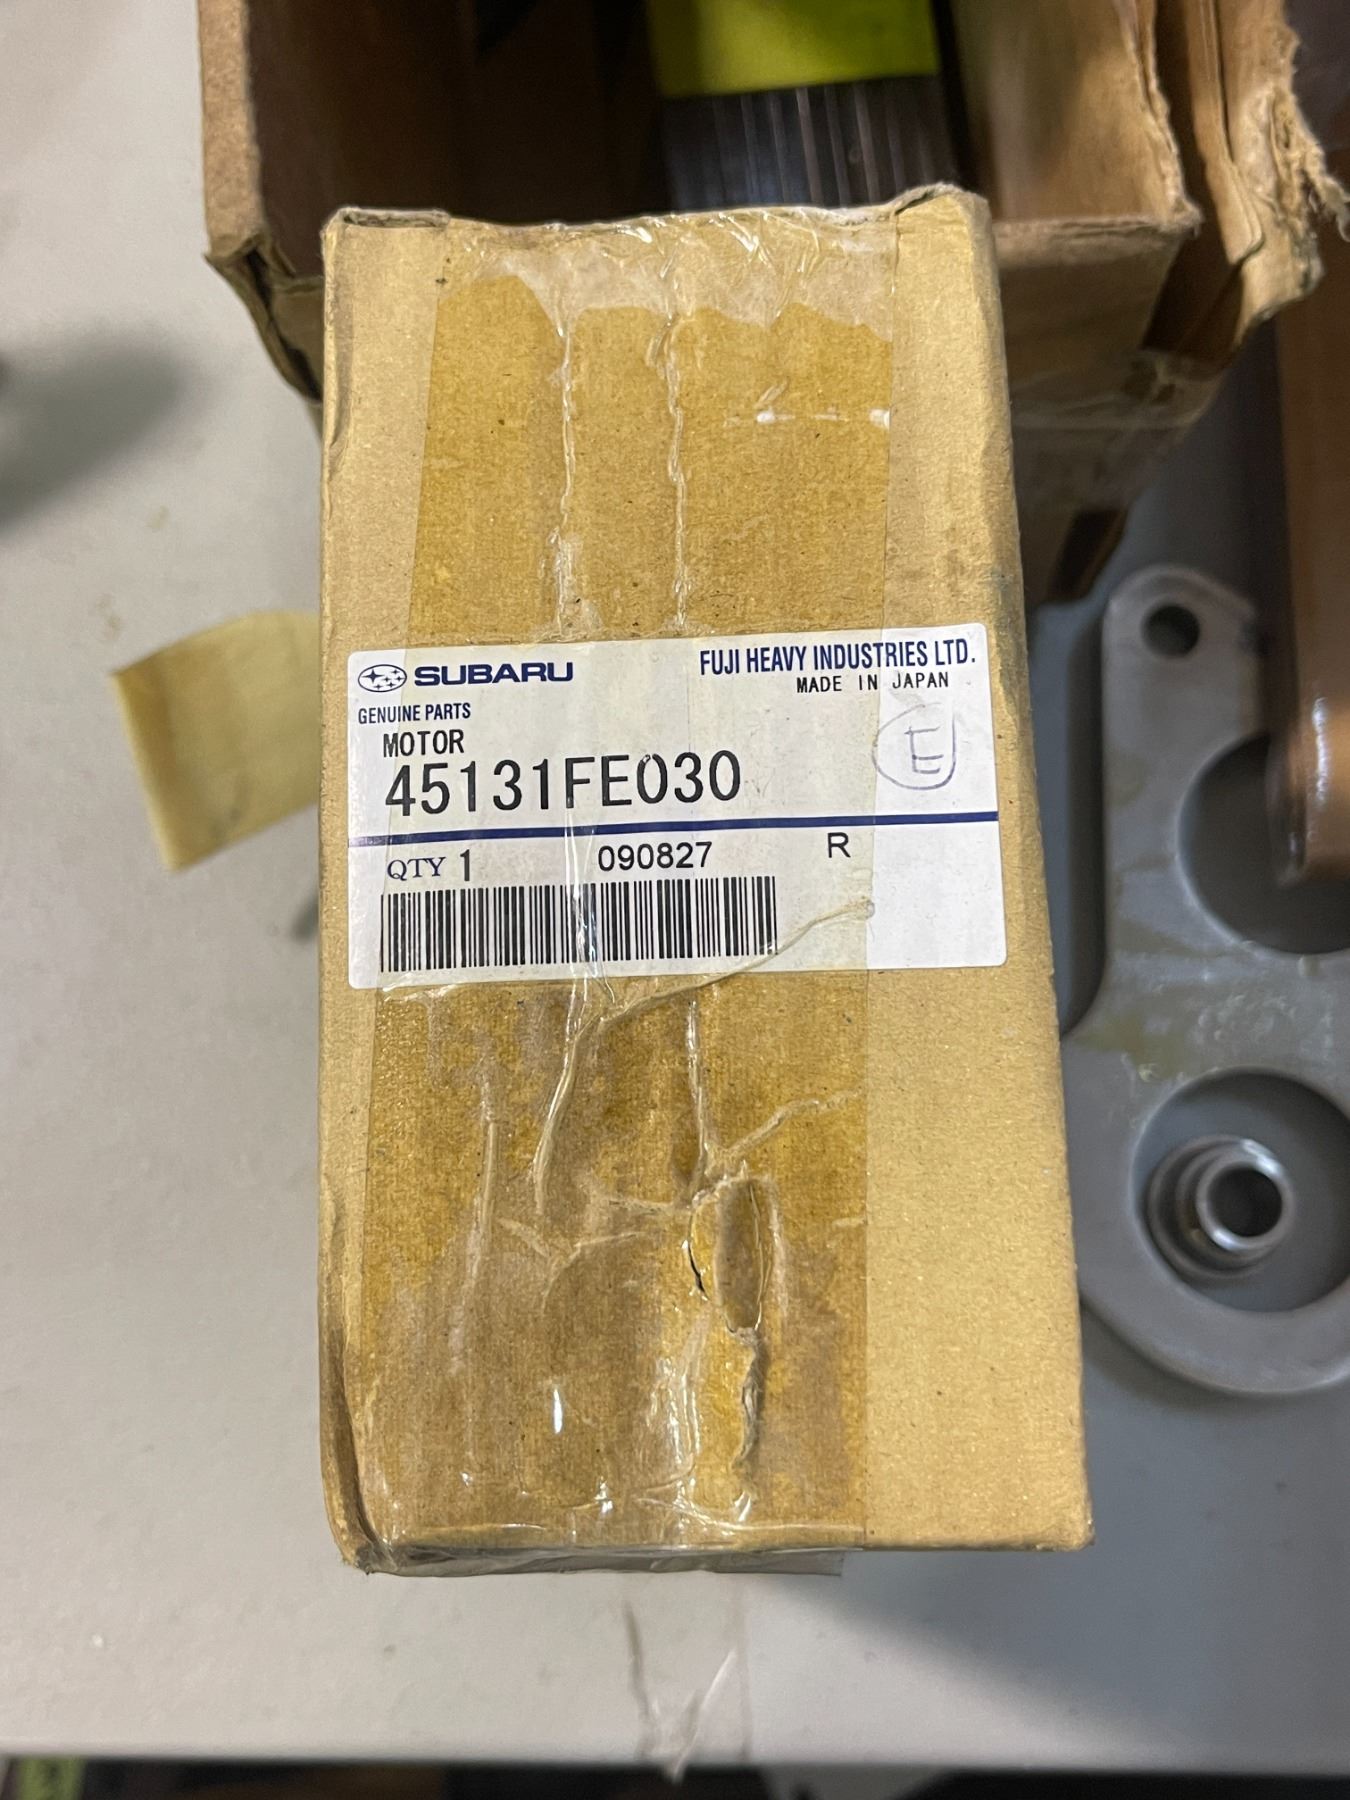 SUBARU
FUJI HEAVY INDUSTRIES LTD.
MADE IN JAPAN
GENUINE PARTS
MOTOR
E
45131FE030
QTY 1 090827 R